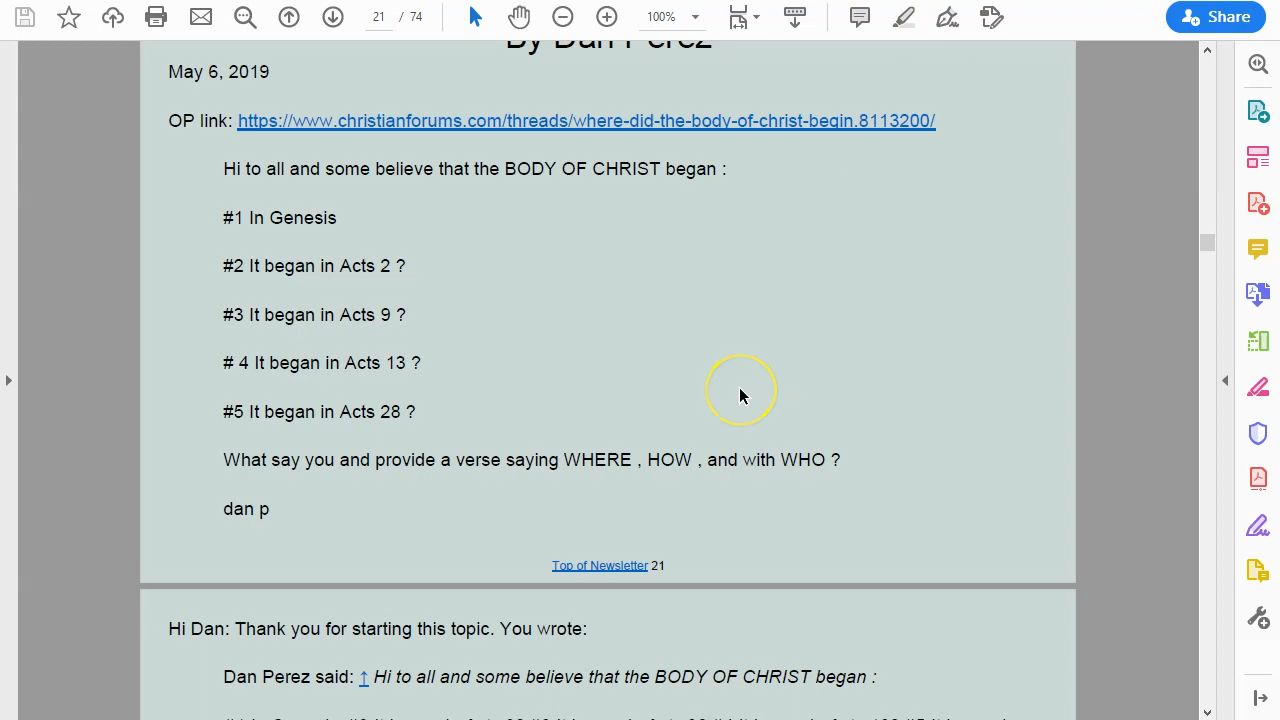 21 / 74
100%
Share
By Dan Perez
May 6, 2019
OP link: https://www.christianforums.com/threads/where-did-the-body-of-christ-begin.8113200/
Hi to all and some believe that the BODY OF CHRIST began :
#1 In Genesis
#2 It began in Acts 2 ?
#3 It began in Acts 9 ?
# 4 It began in Acts 13 ?
#5 It began in Acts 28 ?
What say you and provide a verse saying WHERE , HOW , and with WHO ?
dan p
Top of Newsletter 21
Hi Dan: Thank you for starting this topic. You wrote:
Dan Perez said: ↑ Hi to all and some believe that the BODY OF CHRIST began :